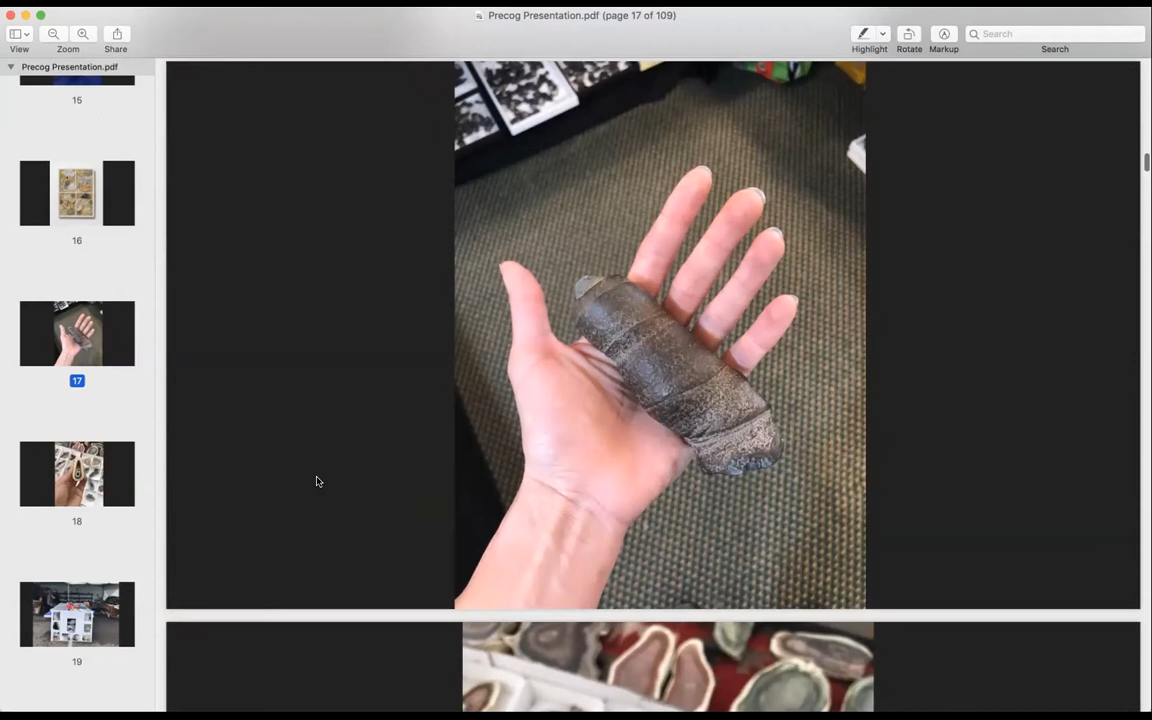 Precog Presentation.pdf (page 17 of 109)
View
Zoom
Share
Highlight
Rotate
Markup
Search
Search
Precog Presentation.pdf
15
16
17
18
19